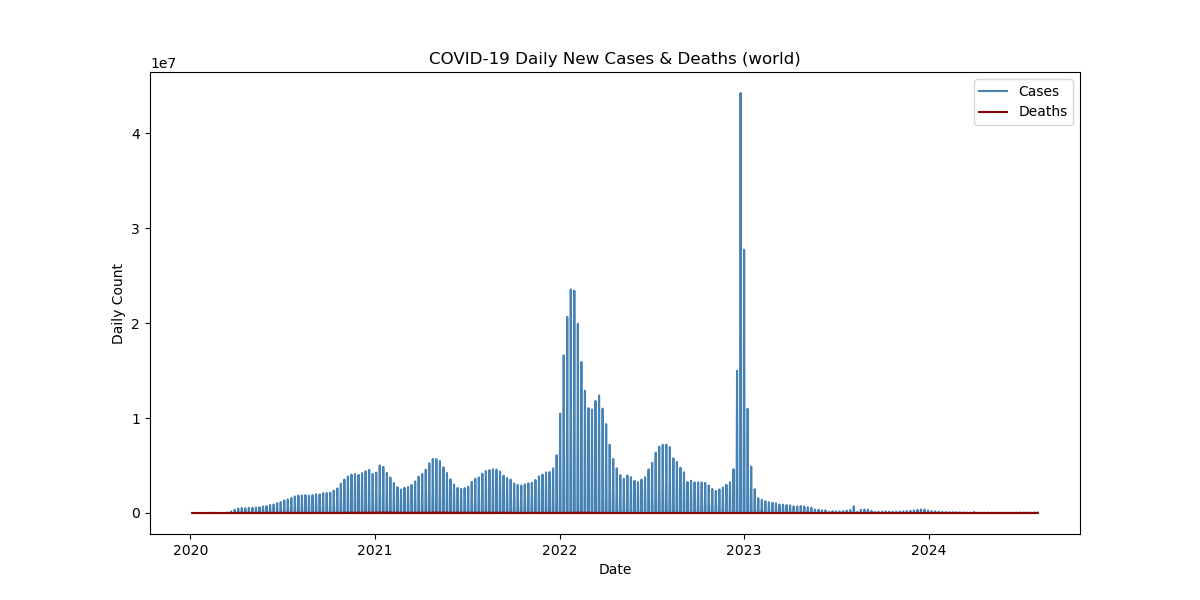 COVID-19 Daily New Cases & Deaths (world)
1e7
Cases
Deaths
4
3
2
1
0
Daily Count
2020 2021 2022 2023 2024
Date